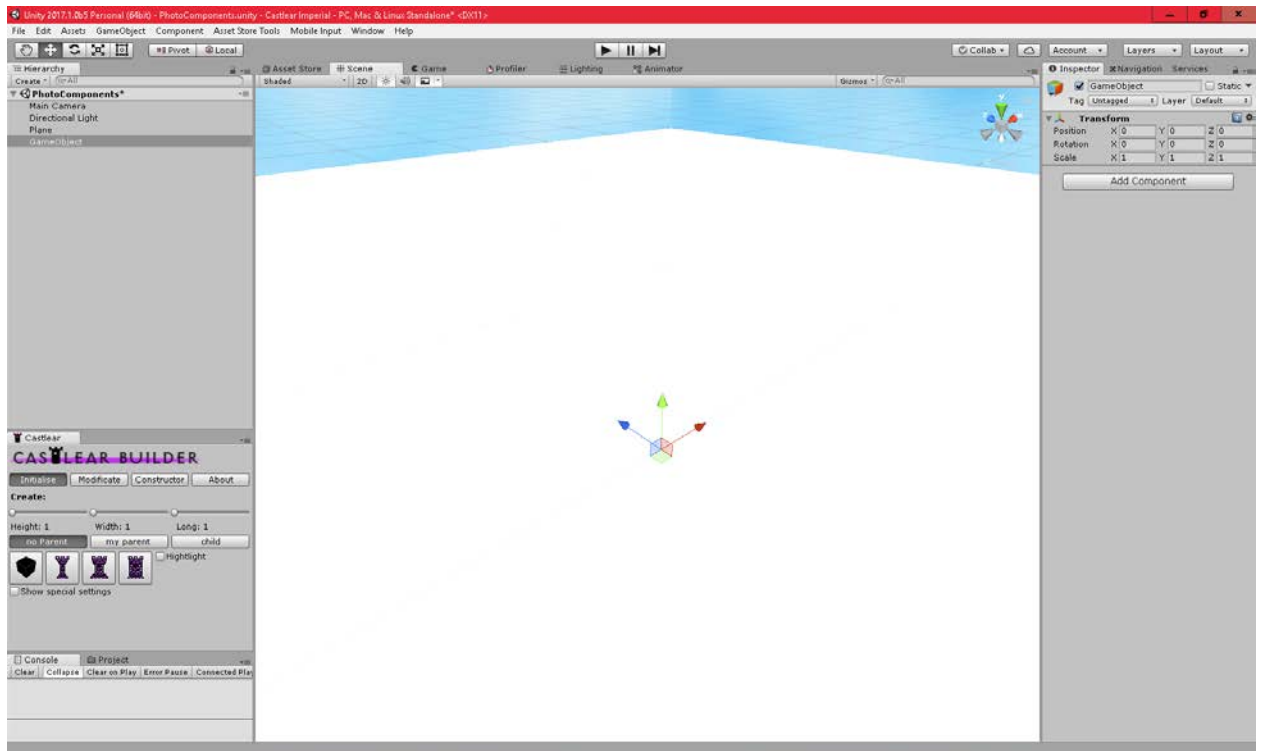 Unity 2017.1.0b5 Personal (64bit) - PhotoComponents.unity - Castlear Imperial - PC, Mac & Linux Standalone* <DX11>
File Edit Assets GameObject Component Asset Store Tools Mobile Input Window Help
Pivot Local Collab Account Layers Layout
Hierarchy Asset Store Scene Game Profiler Lighting Animator Inspector Navigation Services
Create All Shaded 2D Gizmos All GameObject Static
PhotoComponents* Tag Untagged Layer Default
Main Camera
Directional Light Transform
Plane Position X 0 Y 0 Z 0
GameObject Rotation X 0 Y 0 Z 0
Scale X 1 Y 1 Z 1
Add Component
y
Castlear
CASTLEAR BUILDER
Initialise Modificate Constructor About
Create:
Height: 1 Width: 1 Long: 1
no Parent my parent child
Hightlight
Show special settings
Console Project
Clear Collapse Clear on Play Error Pause Connected Play